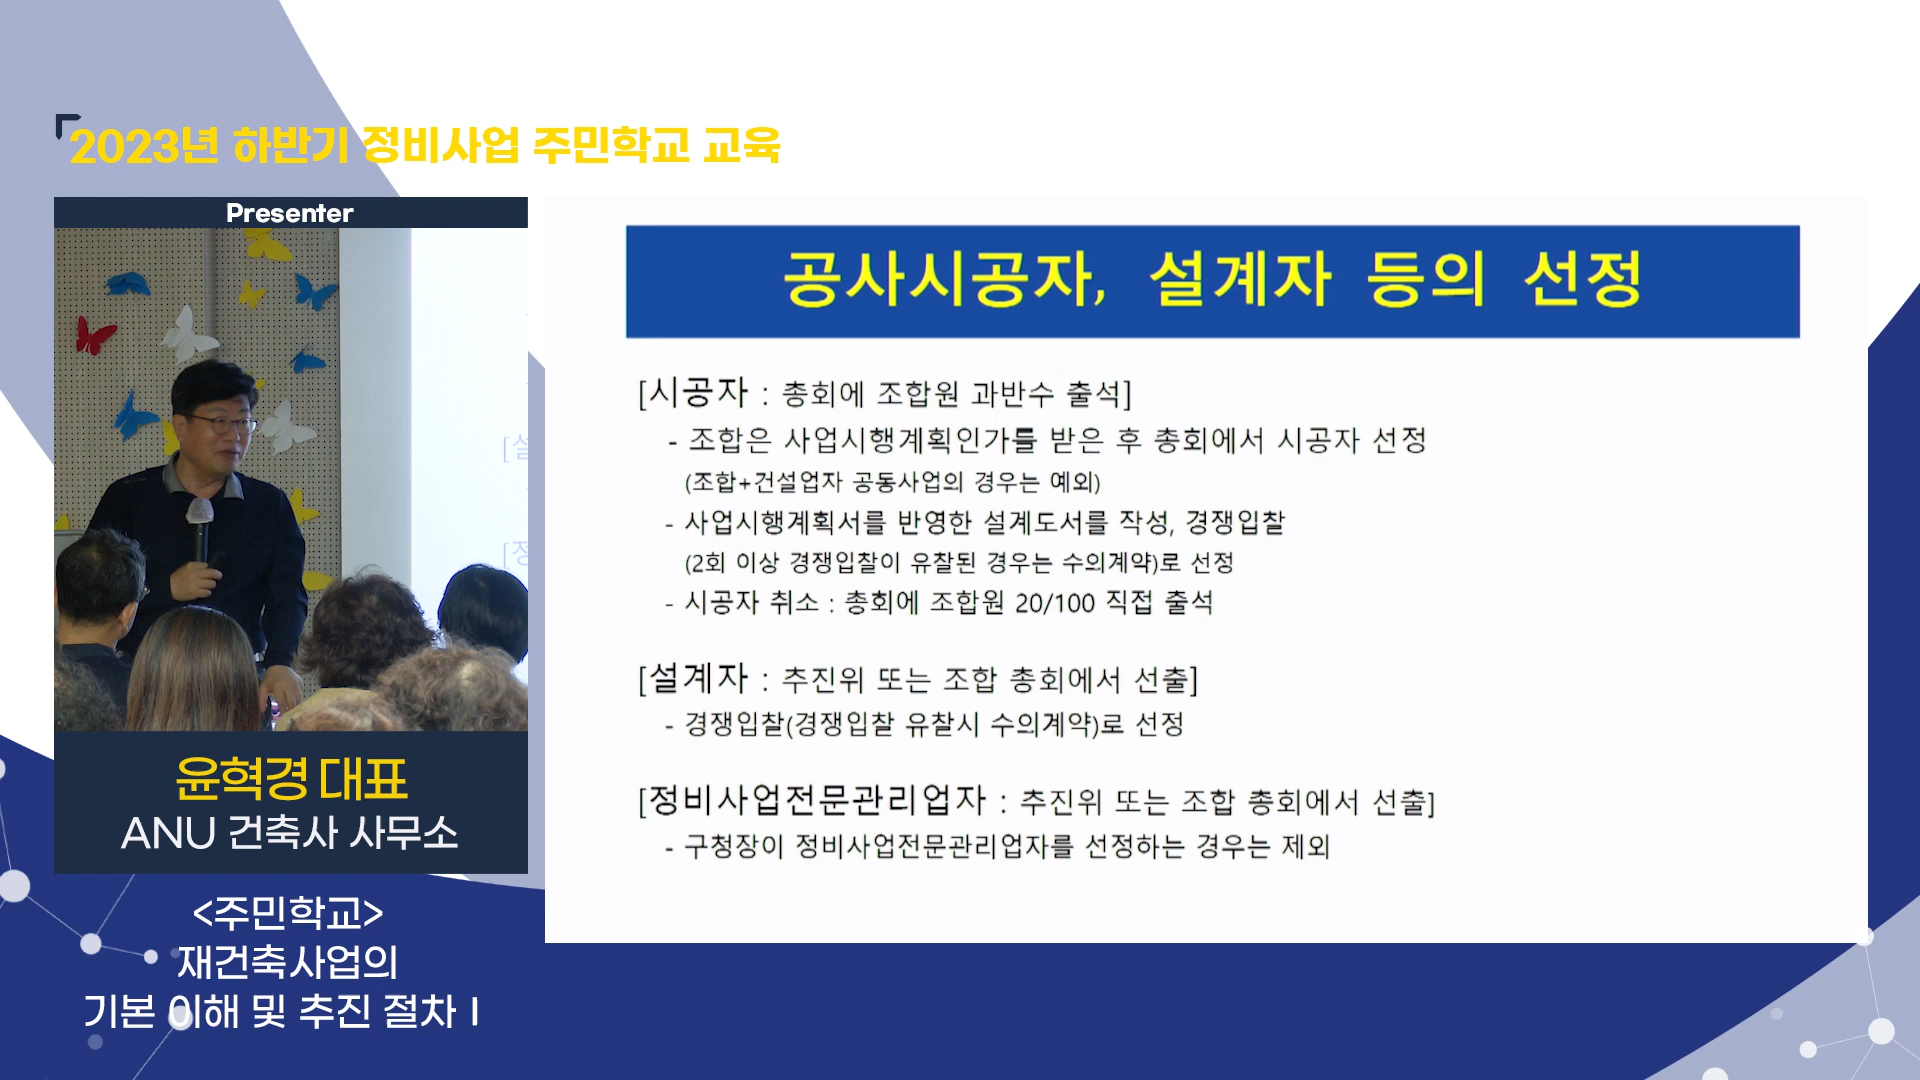 2023년 하반기 정비사업 주민학교 교육
Presenter
[설
[정
윤혁경 대표
ANU 건축사 사무소
<주민학교>
재건축사업의
기본 이해 및 추진 절차 I
공사시공자, 설계자 등의 선정
[시공자 : 총회에 조합원 과반수 출석]
- 조합은 사업시행계획인가를 받은 후 총회에서 시공자 선정
(조합+건설업자 공동사업의 경우는 예외)
- 사업시행계획서를 반영한 설계도서를 작성, 경쟁입찰
(2회 이상 경쟁입찰이 유찰된 경우는 수의계약)로 선정
- 시공자 취소 : 총회에 조합원 20/100 직접 출석
[설계자 : 추진위 또는 조합 총회에서 선출]
- 경쟁입찰(경쟁입찰 유찰시 수의계약)로 선정
[정비사업전문관리업자 : 추진위 또는 조합 총회에서 선출]
- 구청장이 정비사업전문관리업자를 선정하는 경우는 제외